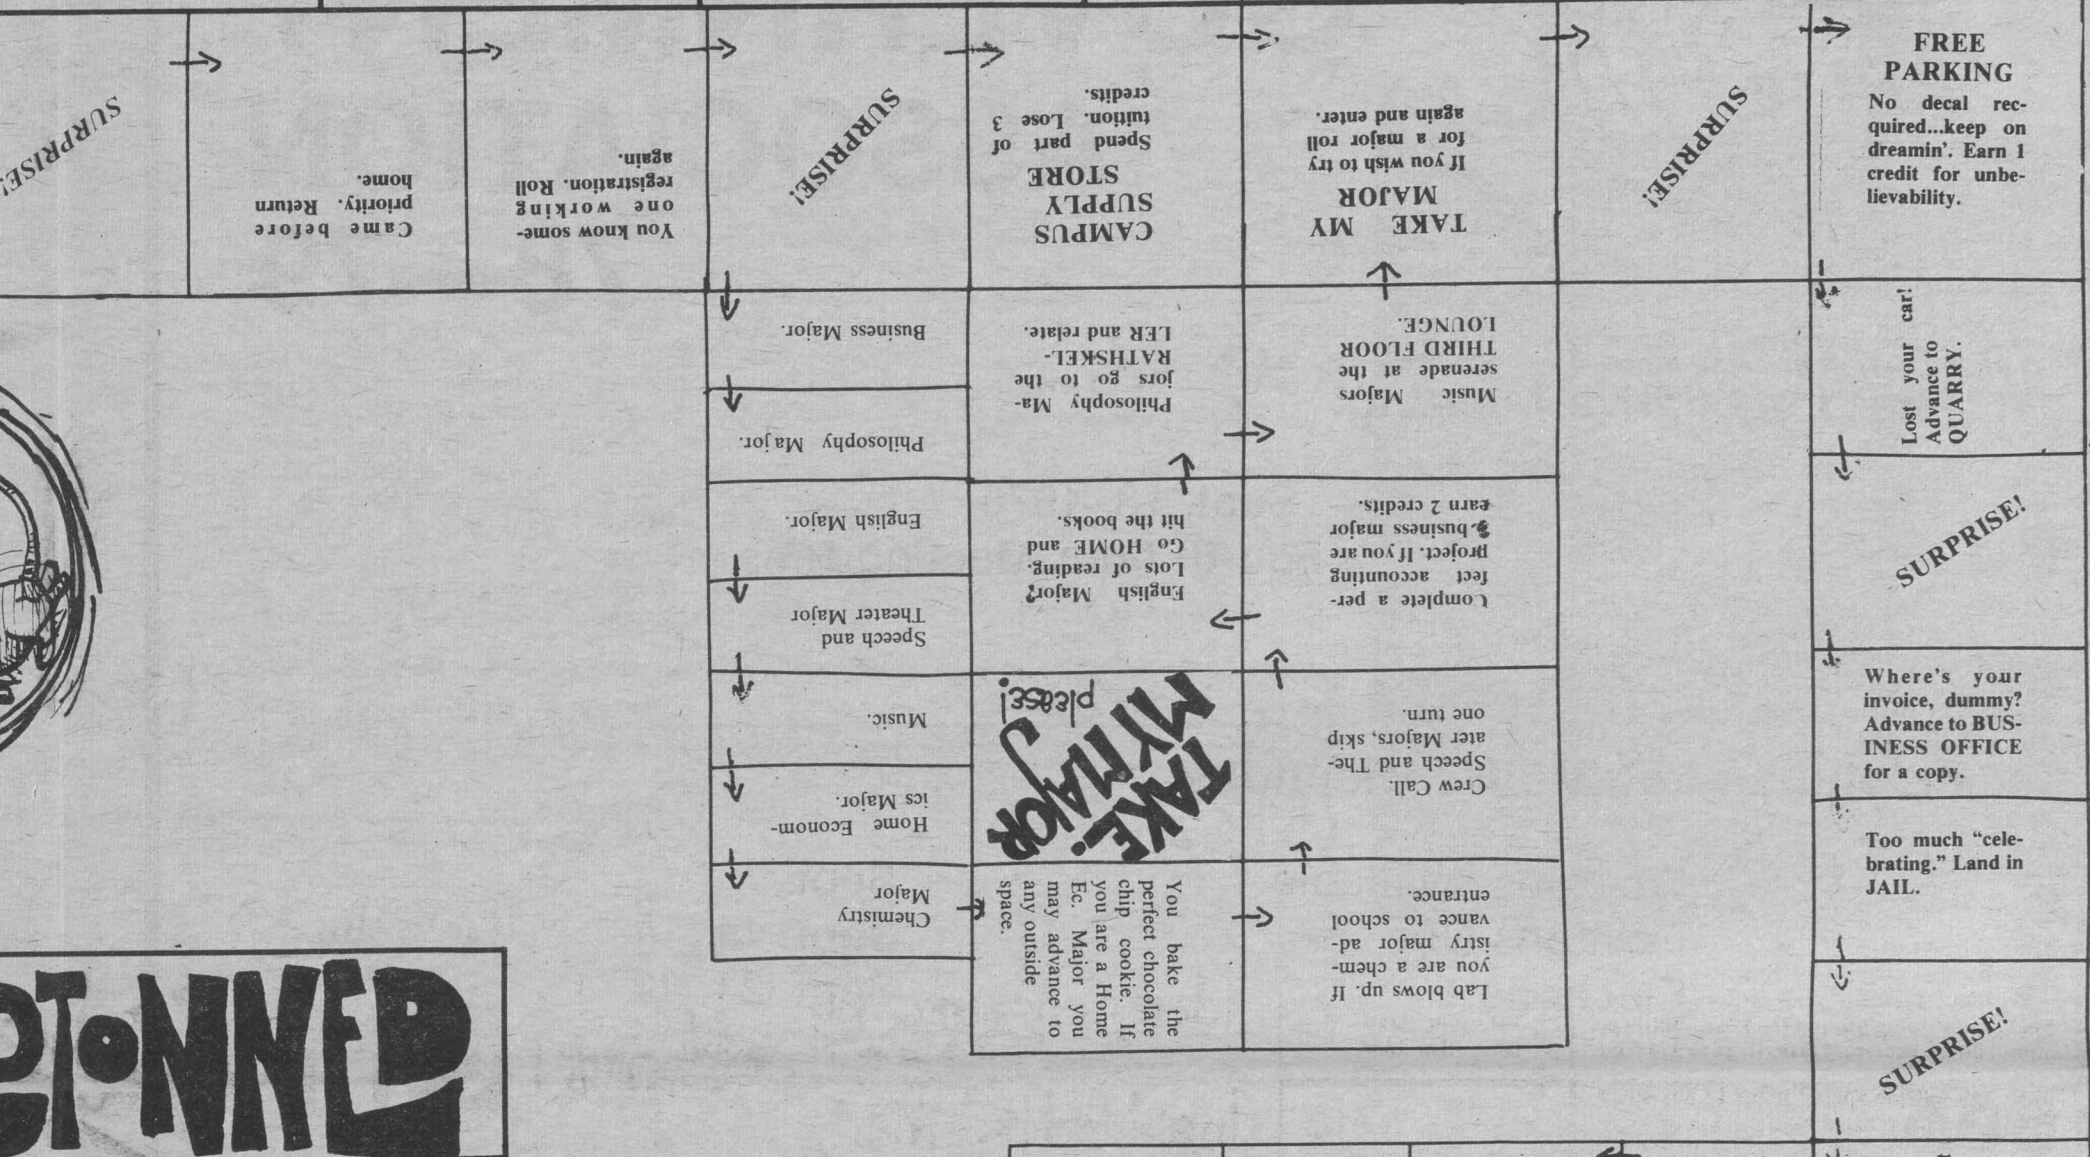 SURPRISE!
Came before
priority. Return
home.
You know some-
one working
registration. Roll
again.
SURPRISE!
CAMPUS
SUPPLY
STORE
Spend part of
tuition. Lose 3
credits.
TAKE MY
MAJOR
If you wish to try
for a major roll
again and enter.
SURPRISE!
FREE
PARKING
No decal rec-
quired...keep on
dreamin'. Earn 1
credit for unbe-
lievability.
Business Major.
Philosophy Major.
English Major.
Speech and
Theater Major
Music.
Home Econom-
ics Major.
Chemistry
Major
You bake the
perfect chocolate
chip cookie. If
you are a Home
Ec. Major you
may advance to
any outside
space.
Lab blows up. If
you are a chem-
istry major ad-
vance to school
entrance.
Crew Call.
Speech and The-
ater Majors, skip
one turn.
Complete a per-
fect accounting
project. If you are
a business major
earn 2 credits.
English Major?
Lots of reading.
Go HOME and
hit the books.
Philosophy Ma-
jors go to the
RATHSKEL-
LER and relate.
Music Majors
serenade at the
THIRD FLOOR
LOUNGE.
TAKE
MY MAJOR
please!
Lost your car!
Advance to
QUARRY.
SURPRISE!
Where's your
invoice, dummy?
Advance to BUS-
INESS OFFICE
for a copy.
Too much “cele-
brating.” Land in
JAIL.
SURPRISE!
TONNED